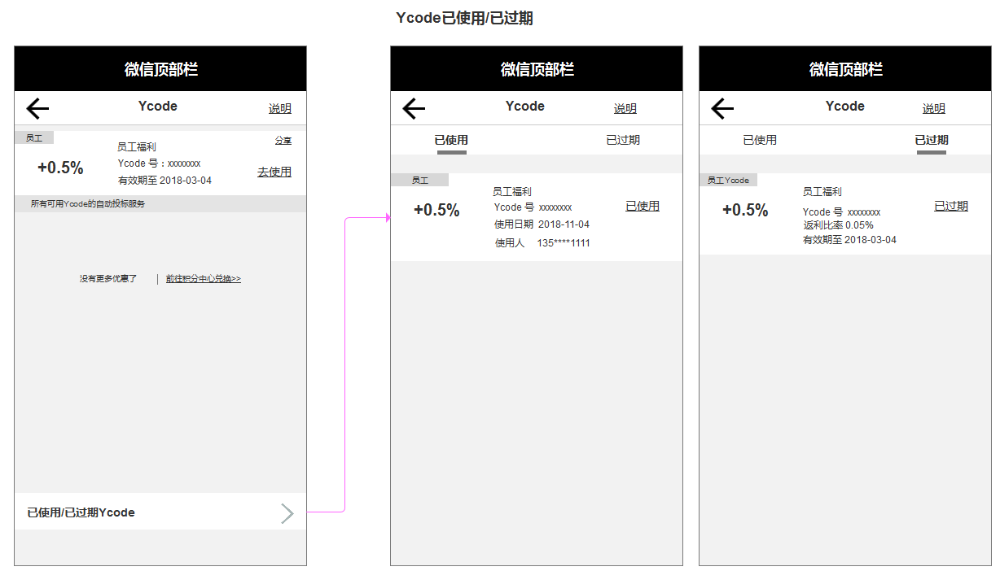 Ycode已使用/已过期
微信顶部栏
Ycode
说明
员工
分享
员工福利
+0.5%
Ycode 号：xxxxxxxx
去使用
有效期至 2018-03-04
所有可用Ycode的自动投标服务
没有更多优惠了 | 前往积分中心兑换>>
已使用/已过期Ycode
微信顶部栏
Ycode
说明
已使用
已过期
员工
员工福利
+0.5%
Ycode 号 xxxxxxxx
已使用
使用日期 2018-11-04
使用人 135****1111
微信顶部栏
Ycode
说明
已使用
已过期
员工Ycode
员工福利
+0.5%
Ycode 号 xxxxxxxx
已过期
返利比率 0.05%
有效期至 2018-03-04